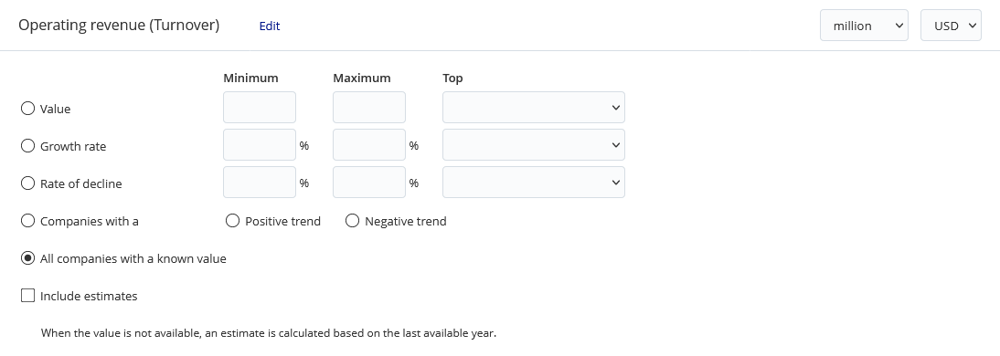 Operating revenue (Turnover) Edit million USD
Minimum Maximum Top
Value
Growth rate % %
Rate of decline % %
Companies with a Positive trend Negative trend
All companies with a known value
Include estimates
When the value is not available, an estimate is calculated based on the last available year.